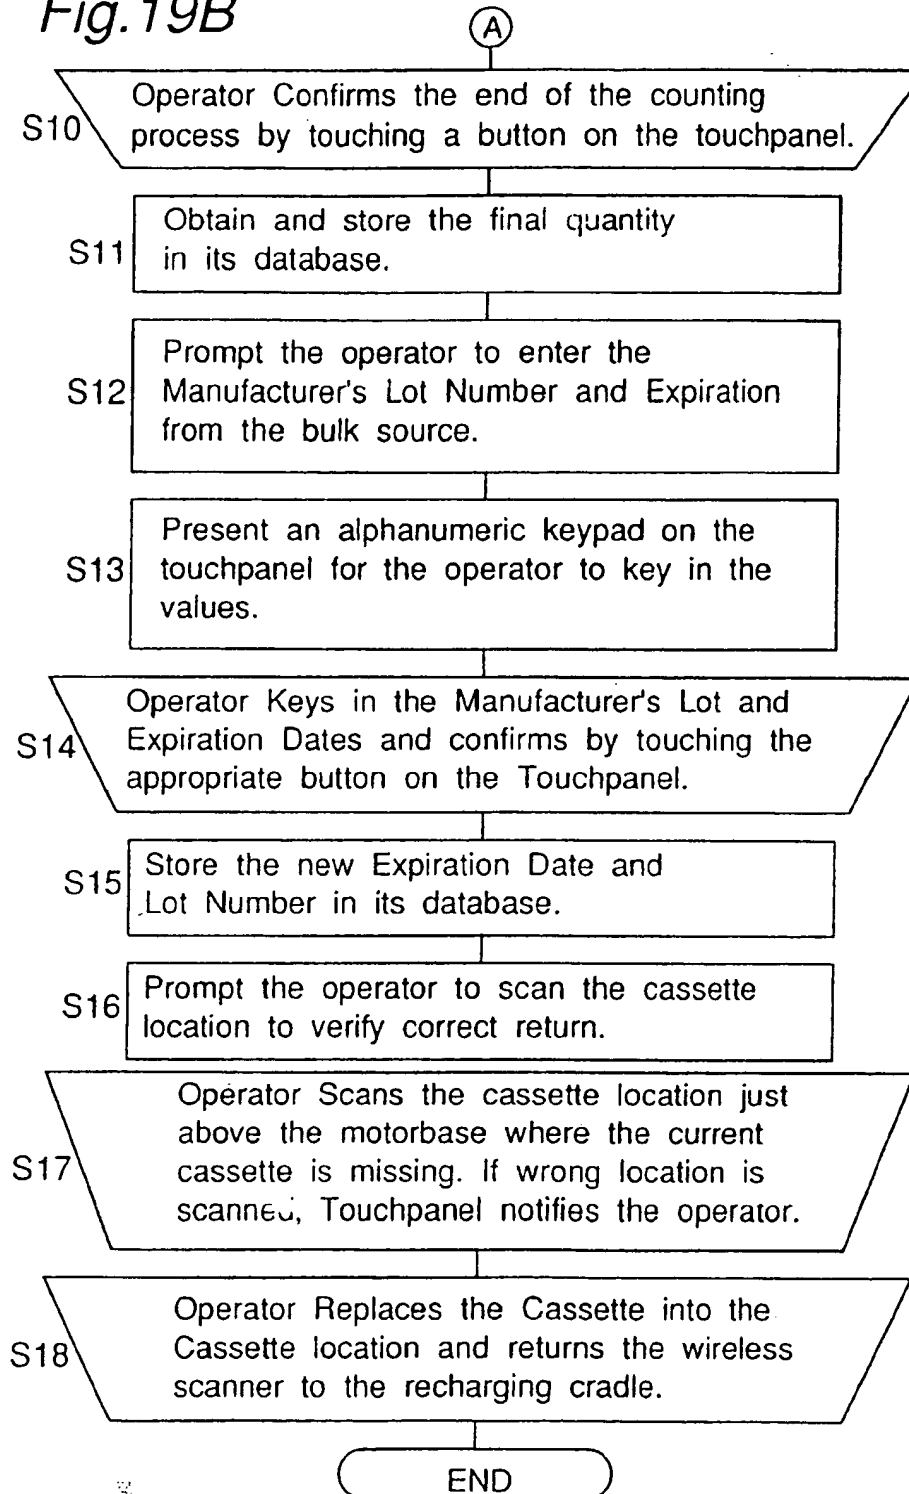 Fig.19B
A
S10
Operator Confirms the end of the counting
process by touching a button on the touchpanel.
S11
Obtain and store the final quantity
in its database.
S12
Prompt the operator to enter the
Manufacturer's Lot Number and Expiration
from the bulk source.
S13
Present an alphanumeric keypad on the
touchpanel for the operator to key in the
values.
S14
Operator Keys in the Manufacturer's Lot and
Expiration Dates and confirms by touching the
appropriate button on the Touchpanel.
S15
Store the new Expiration Date and
Lot Number in its database.
S16
Prompt the operator to scan the cassette
location to verify correct return.
S17
Operator Scans the cassette location just
above the motorbase where the current
cassette is missing. If wrong location is
scanned, Touchpanel notifies the operator.
S18
Operator Replaces the Cassette into the
Cassette location and returns the wireless
scanner to the recharging cradle.
END